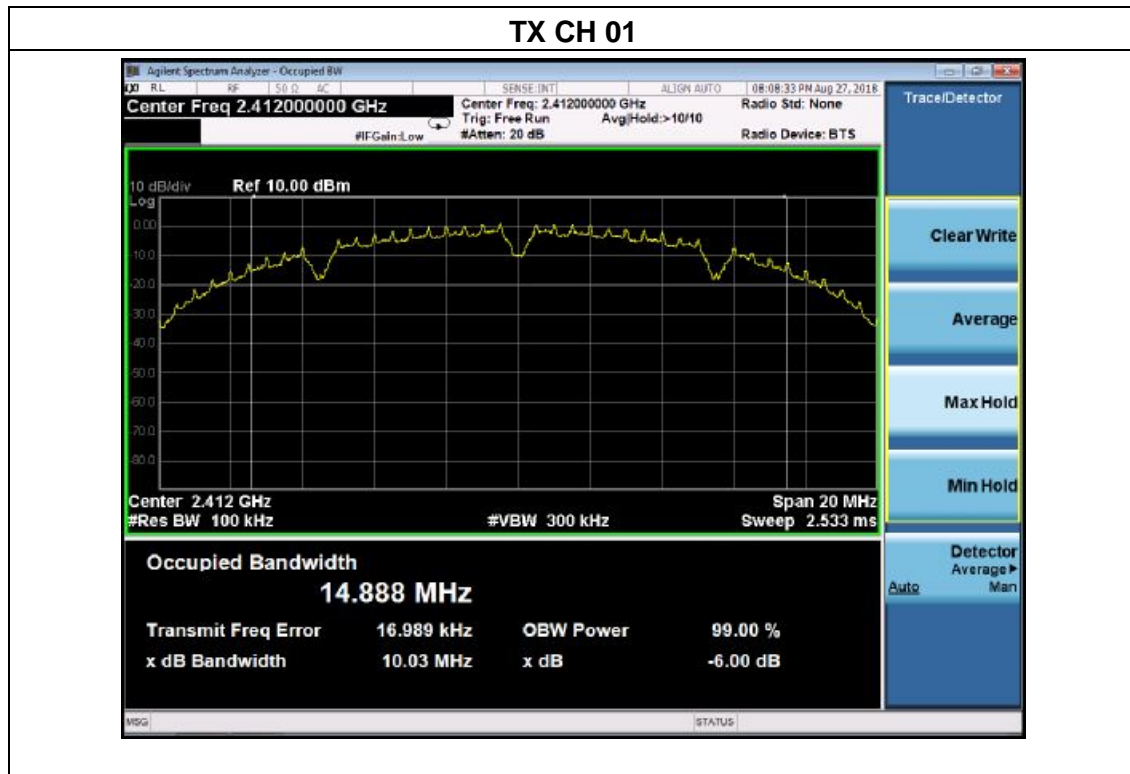 TX CH 01
Agilent Spectrum Analyzer - Occupied BW
RL RF 50 Ω AC SENSE:INT ALIGN AUTO 08:08:33 PM Aug 27, 2018
Center Freq 2.412000000 GHz
Center Freq: 2.412000000 GHz Radio Std: None
Trig: Free Run Avg|Hold:>10/10
#IFGain:Low #Atten: 20 dB Radio Device: BTS
Trace/Detector
10 dB/div Ref 10.00 dBm
Log
0.00
-10.0
-20.0
-30.0
-40.0
-50.0
-60.0
-70.0
-80.0
Center 2.412 GHz Span 20 MHz
#Res BW 100 kHz #VBW 300 kHz Sweep 2.533 ms
Clear Write
Average
Max Hold
Min Hold
Detector
Average►
Auto Man
Occupied Bandwidth
14.888 MHz
Transmit Freq Error 16.989 kHz OBW Power 99.00 %
x dB Bandwidth 10.03 MHz x dB -6.00 dB
MSG STATUS